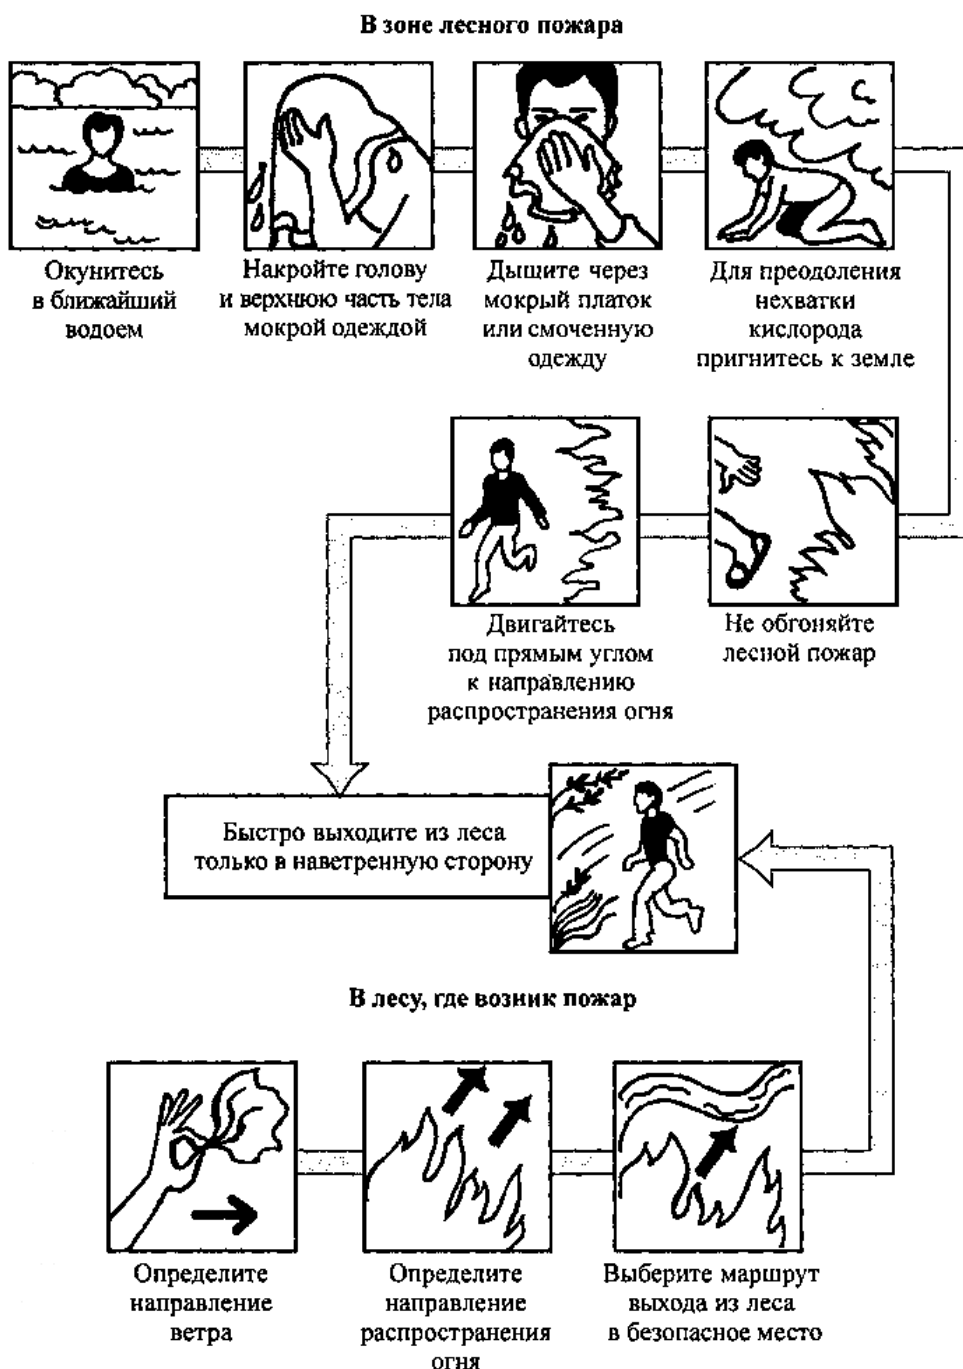 В зоне лесного пожара
Окунитесь
в ближайший
водоем
Накройте голову
и верхнюю часть тела
мокрой одеждой
Дышите через
мокрый платок
или смоченную
одежду
Для преодоления
нехватки
кислорода
пригнитесь к земле
Не обгоняйте
лесной пожар
Двигайтесь
под прямым углом
к направлению
распространения огня
Быстро выходите из леса
только в наветренную сторону
В лесу, где возник пожар
Определите
направление
ветра
Определите
направление
распространения
огня
Выберите маршрут
выхода из леса
в безопасное место